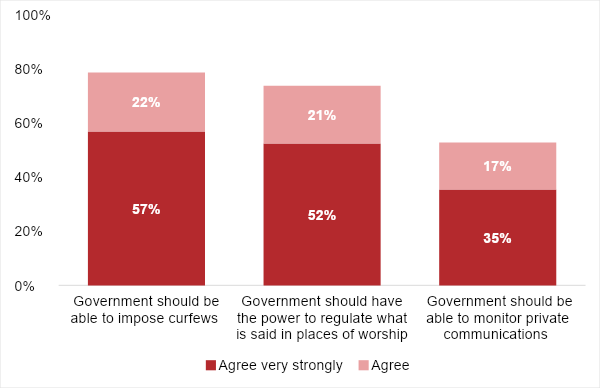 100%
80%
60%
40%
20%
0%
22%
57%
21%
52%
17%
35%
Government should be
able to impose curfews
Government should have
the power to regulate what
is said in places of worship
Government should be
able to monitor private
communications
Agree very strongly
Agree